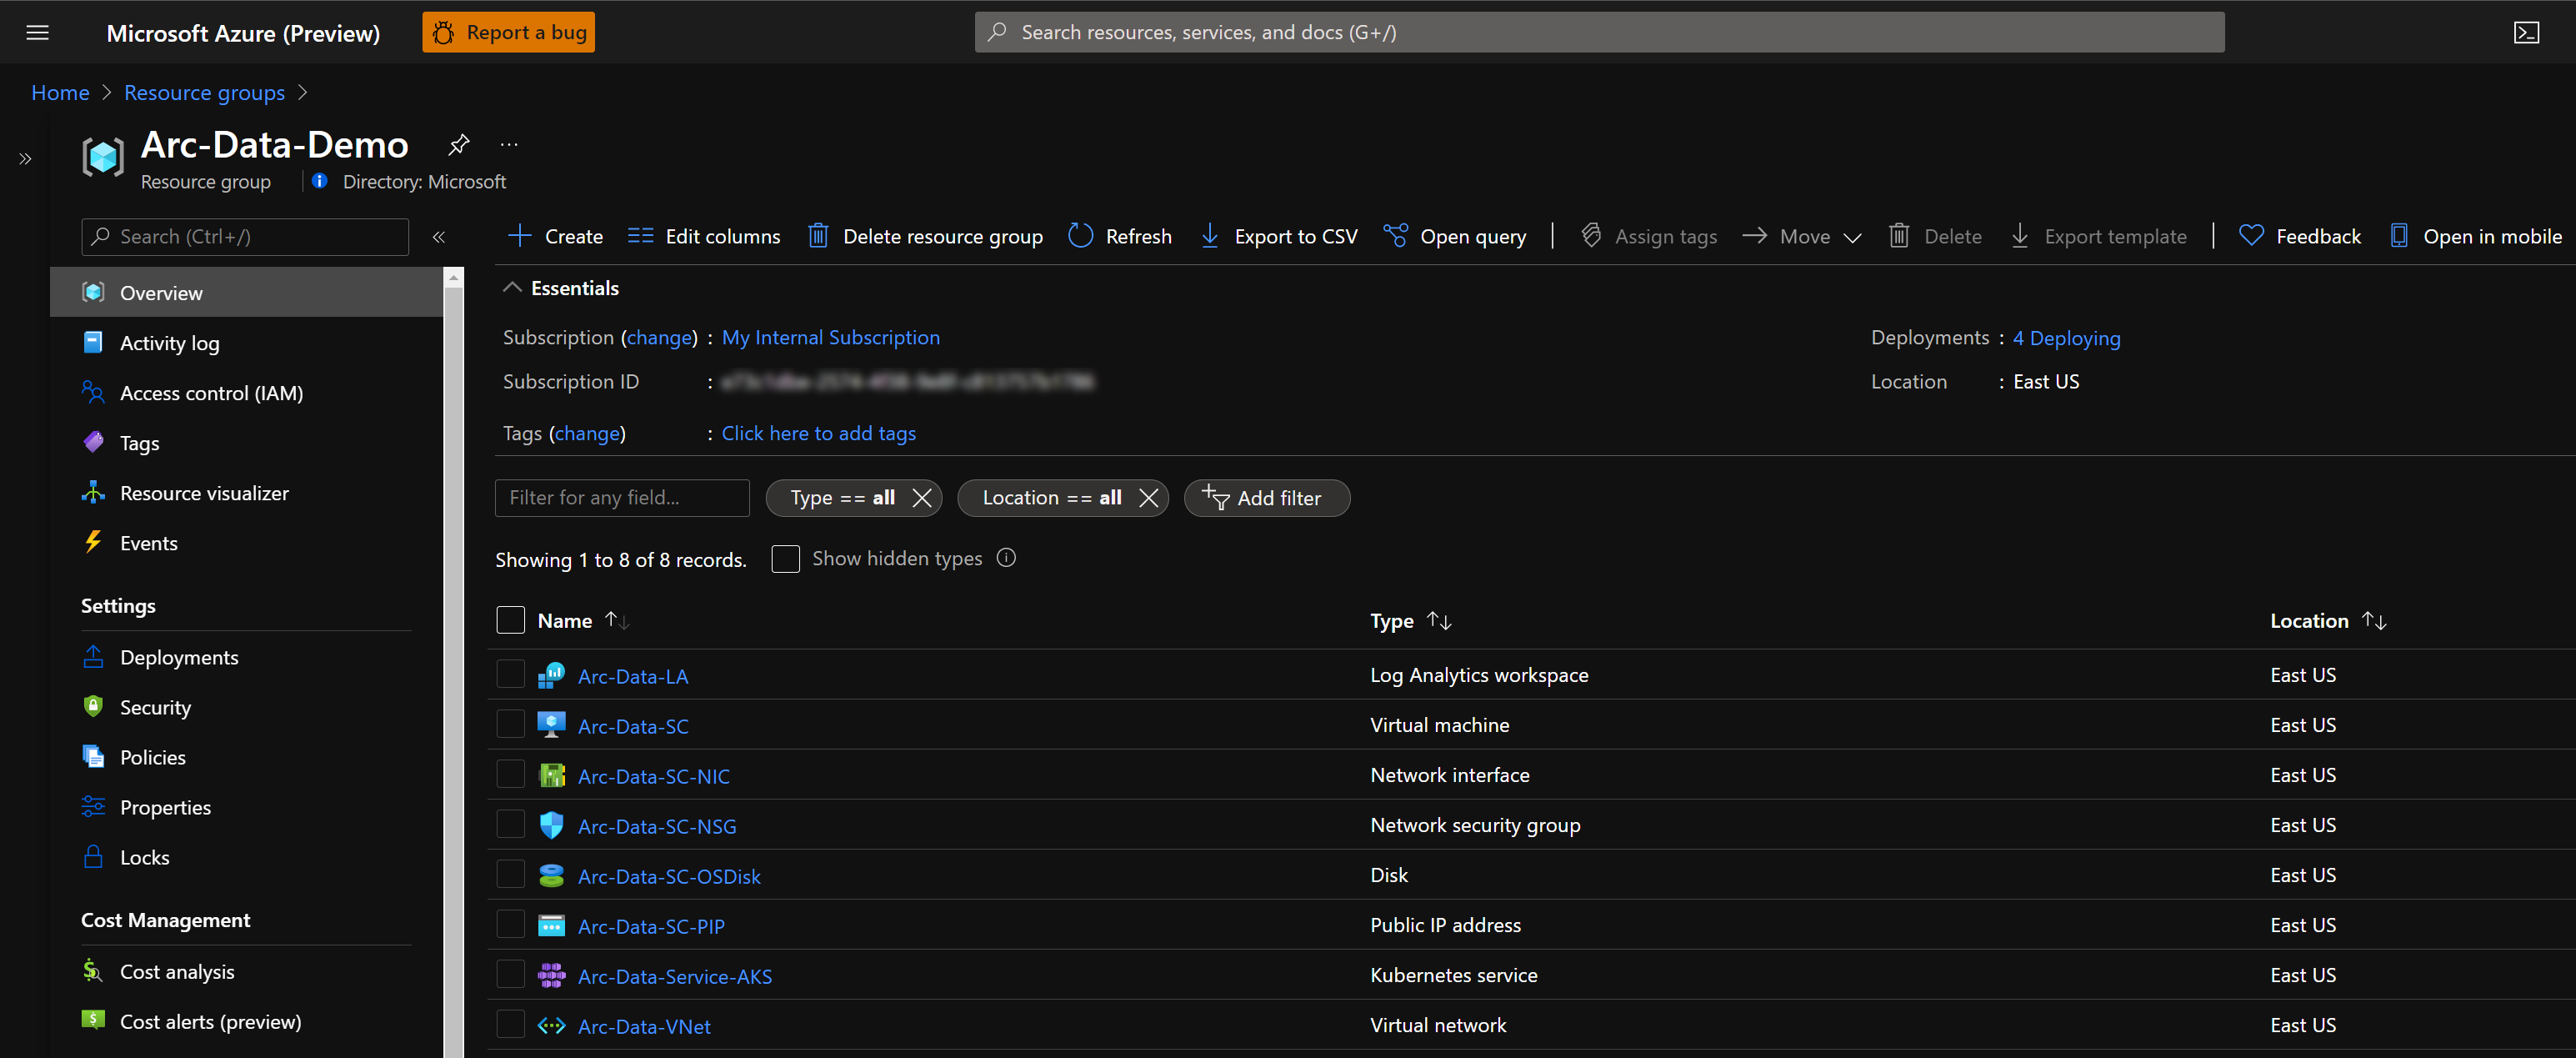 Microsoft Azure (Preview) Report a bug Search resources, services, and docs (G+/)
Home > Resource groups >
Arc-Data-Demo ...
Resource group Directory: Microsoft
Search (Ctrl+/)
Create Edit columns Delete resource group Refresh Export to CSV Open query Assign tags Move Delete Export template Feedback Open in mobile
Overview
Activity log
Access control (IAM)
Tags
Resource visualizer
Events
Settings
Deployments
Security
Policies
Properties
Locks
Cost Management
Cost analysis
Cost alerts (preview)
Essentials
Subscription (change) : My Internal Subscription
Subscription ID :
Tags (change) : Click here to add tags
Deployments : 4 Deploying
Location : East US
Filter for any field... Type == all Location == all Add filter
Showing 1 to 8 of 8 records. Show hidden types
Name Type Location
Arc-Data-LA Log Analytics workspace East US
Arc-Data-SC Virtual machine East US
Arc-Data-SC-NIC Network interface East US
Arc-Data-SC-NSG Network security group East US
Arc-Data-SC-OSDisk Disk East US
Arc-Data-SC-PIP Public IP address East US
Arc-Data-Service-AKS Kubernetes service East US
Arc-Data-VNet Virtual network East US